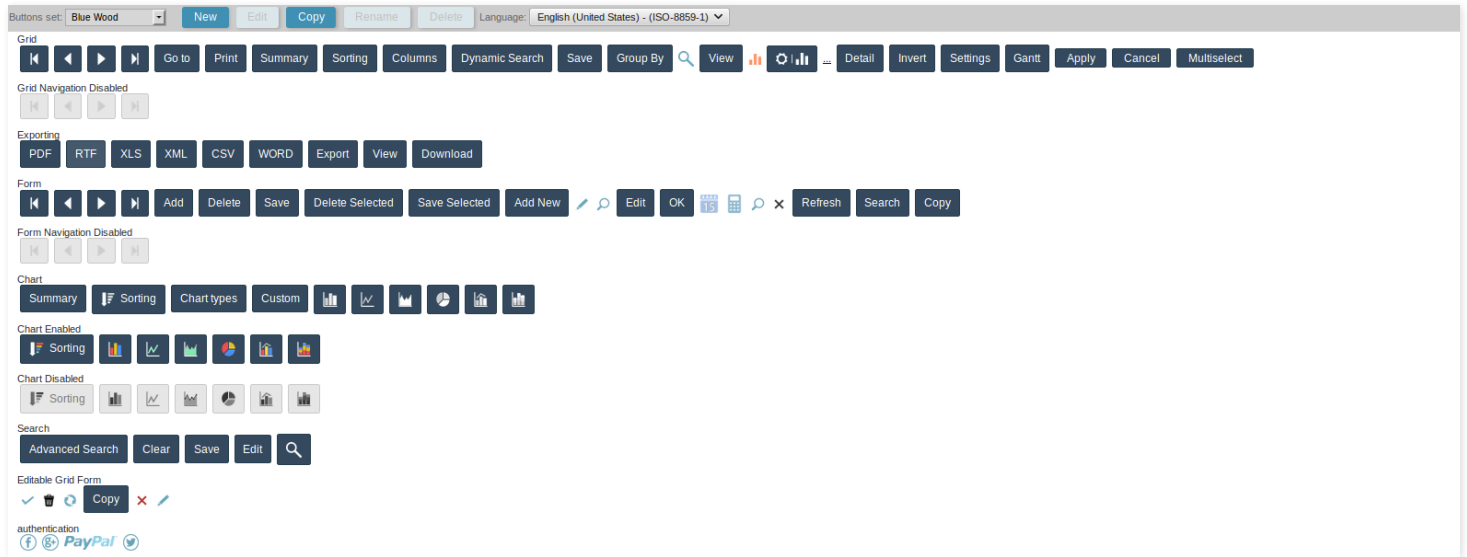 Buttons set: Blue Wood New Edit Copy Rename Delete Language: English (United States) - (ISO-8859-1)
Grid
Go to Print Summary Sorting Columns Dynamic Search Save Group By View ... Detail Invert Settings Gantt Apply Cancel Multiselect
Grid Navigation Disabled
Exporting
PDF RTF XLS XML CSV WORD Export View Download
Form
Add Delete Save Delete Selected Save Selected Add New Edit OK 15 Refresh Search Copy
Form Navigation Disabled
Chart
Summary Sorting Chart types Custom
Chart Enabled
Sorting
Chart Disabled
Sorting
Search
Advanced Search Clear Save Edit
Editable Grid Form
Copy
authentication
f g+ PayPal